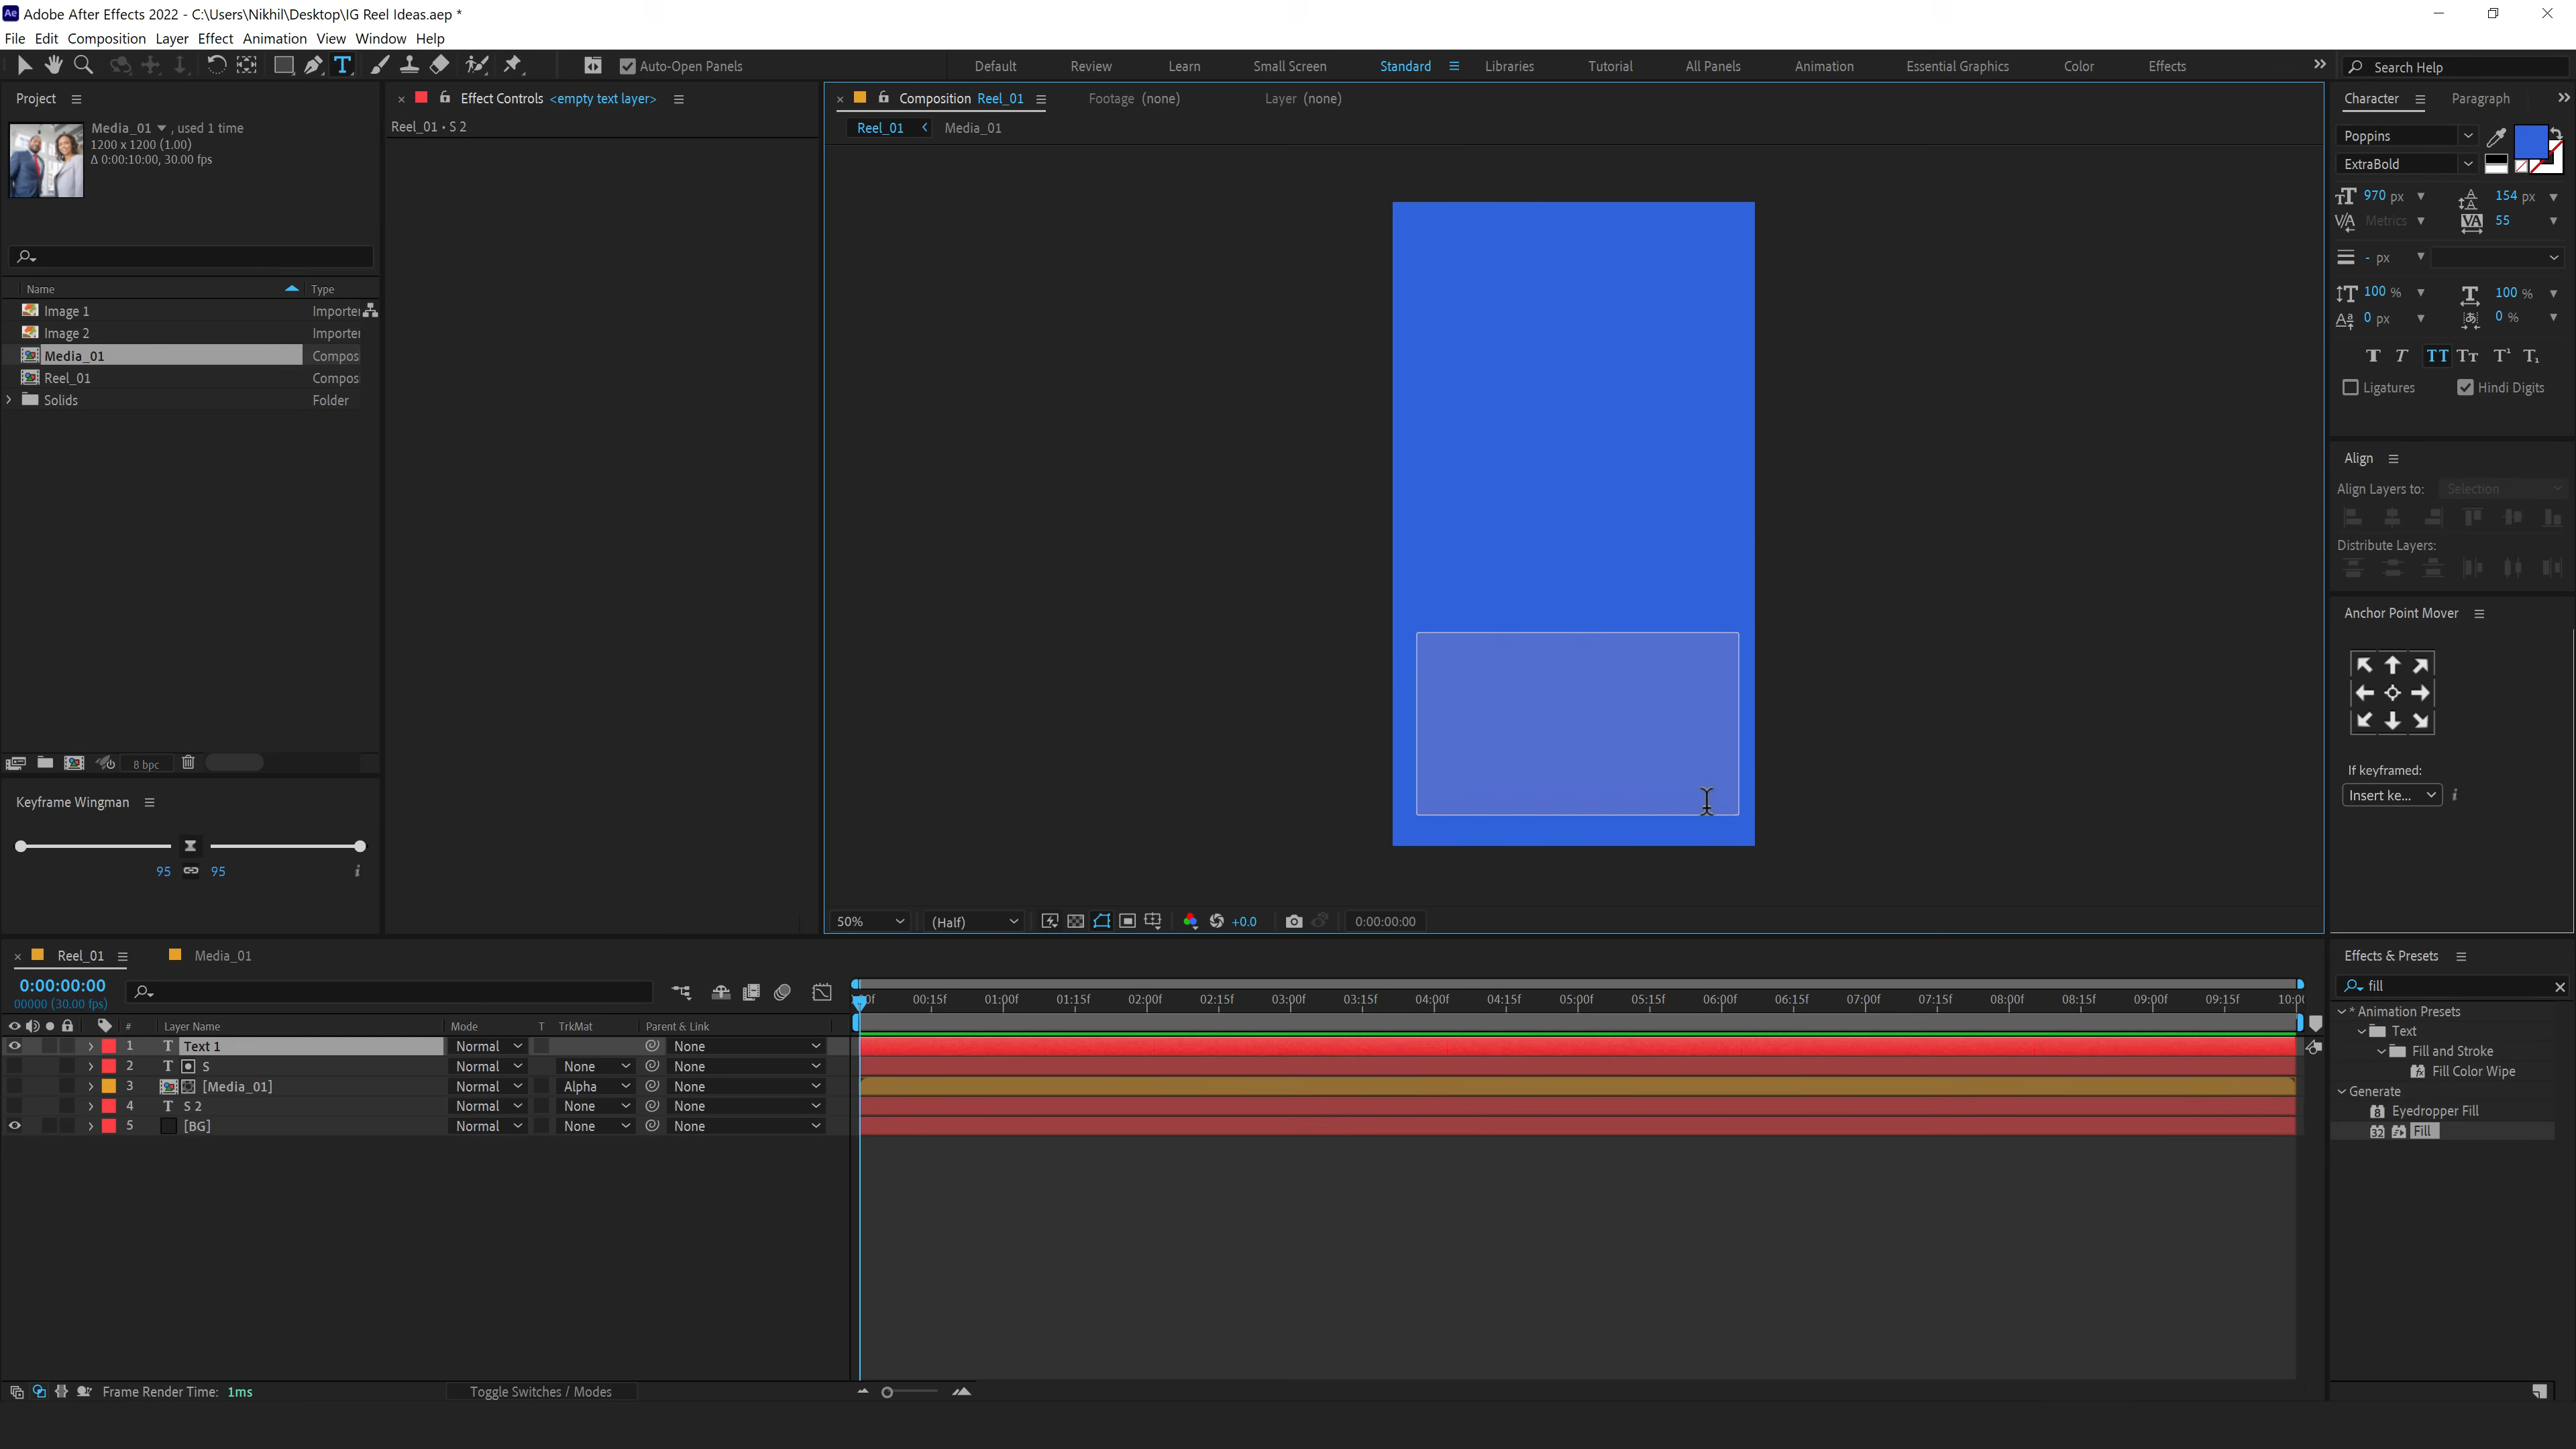 Adobe After Effects 2022 - C:\Users\Nikhil\Desktop\IG Reel Ideas.aep *
File Edit Composition Layer Effect Animation View Window Help
Auto-Open Panels
Default Review Learn Small Screen Standard Libraries Tutorial All Panels Animation Essential Graphics Color Effects
Search Help
Project
Media_01 , used 1 time
1200 x 1200 (1.00)
Δ 0:00:10:00, 30.00 fps
Name Type
Image 1 Importe
Image 2 Importe
Media_01 Compos
Reel_01 Compos
Solids Folder
8 bpc
Keyframe Wingman
95 95
Effect Controls <empty text layer>
Reel_01 • S 2
Composition Reel_01
Footage (none)
Layer (none)
Reel_01 Media_01
50% (Half) +0.0 0:00:00:00
Character Paragraph
Poppins
ExtraBold
970 px 154 px
Metrics 55
- px
100 % 100 %
0 px 0 %
Ligatures Hindi Digits
Align
Align Layers to: Selection
Distribute Layers:
Anchor Point Mover
If keyframed:
Insert ke...
Reel_01 Media_01
0:00:00:00
00000 (30.00 fps)
00:15f 01:00f 01:15f 02:00f 02:15f 03:00f 03:15f 04:00f 04:15f 05:00f 05:15f 06:00f 06:15f 07:00f 07:15f 08:00f 08:15f 09:00f 09:15f
# Layer Name Mode T TrkMat Parent & Link
1 T Text 1 Normal None
2 T S Normal None None
3 [Media_01] Normal Alpha None
4 T S 2 Normal None None
5 [BG] Normal None None
Frame Render Time: 1ms
Toggle Switches / Modes
Effects & Presets
fill
* Animation Presets
Text
Fill and Stroke
Fill Color Wipe
Generate
Eyedropper Fill
Fill